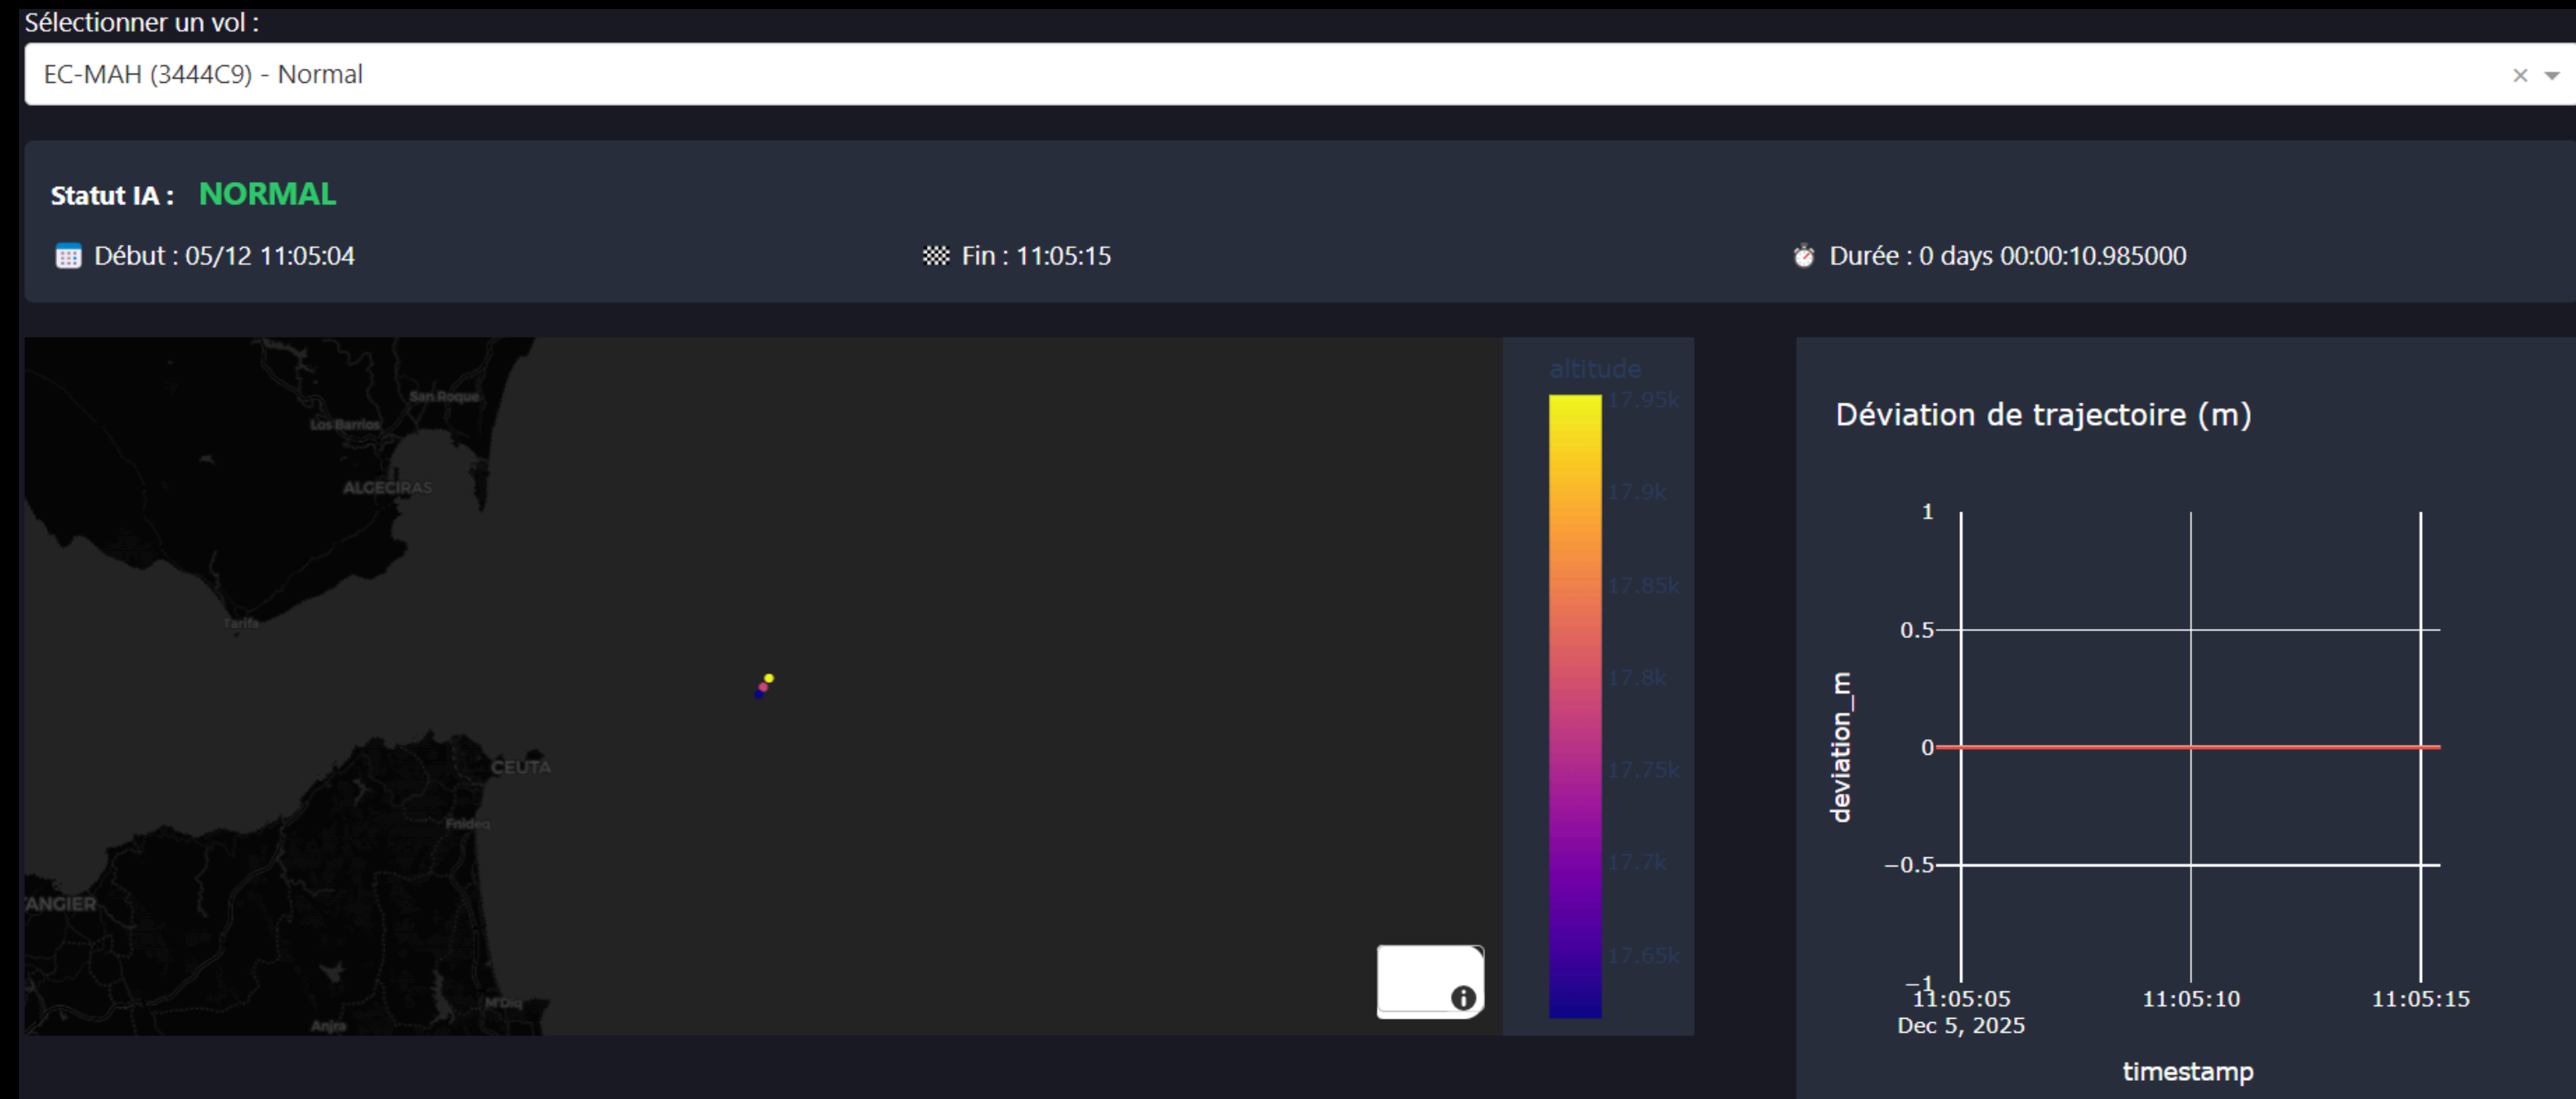 Sélectionner un vol :
EC-MAH (3444C9) - Normal
Statut IA : NORMAL
Début : 05/12 11:05:04
Fin : 11:05:15
Durée : 0 days 00:00:10.985000
San Roque
Los Barrios
ALGECIRAS
Tarifa
CEUTA
Fnideq
ANGIER
M'Diq
Anjra
altitude
17.95k
17.9k
17.85k
17.8k
17.75k
17.7k
17.65k
Déviation de trajectoire (m)
deviation_m
1
0.5
0
−0.5
−1
11:05:05
11:05:10
11:05:15
Dec 5, 2025
timestamp